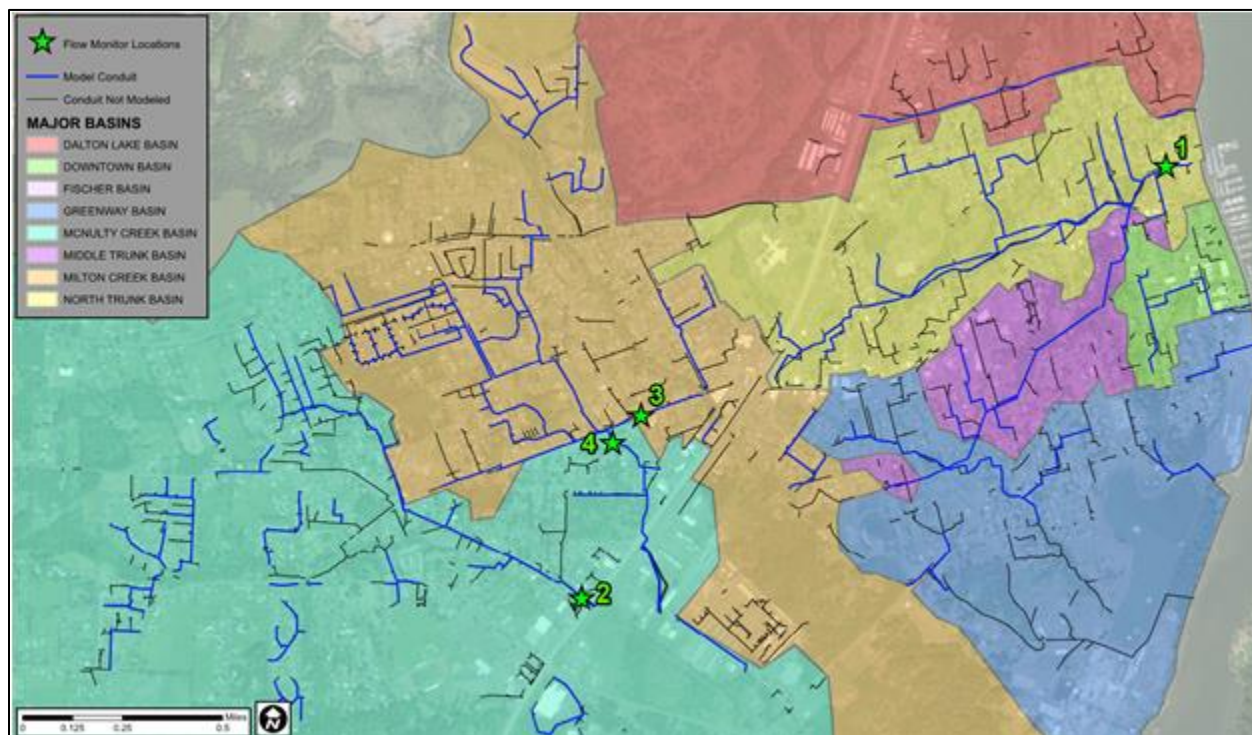 Flow Monitor Locations
Model Conduit
Conduit Not Modeled
MAJOR BASINS
DALTON LAKE BASIN
DOWNTOWN BASIN
FISCHER BASIN
GREENWAY BASIN
MCNULTY CREEK BASIN
MIDDLE TRUNK BASIN
MILTON CREEK BASIN
NORTH TRUNK BASIN
1
3
4
2
Miles
0 0.125 0.25 0.5
N